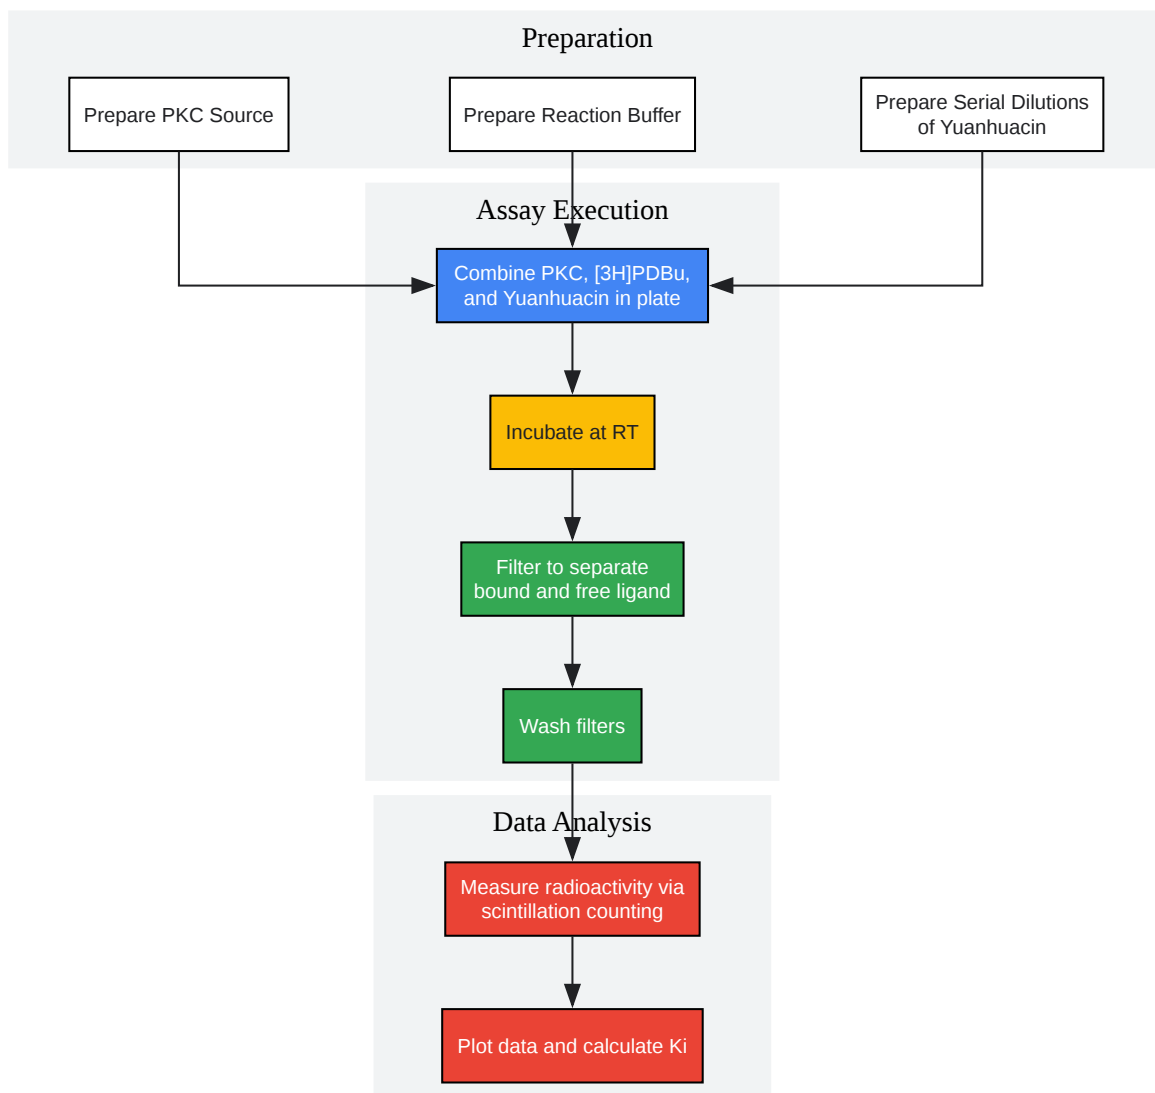 Preparation
Prepare PKC Source
Prepare Reaction Buffer
Prepare Serial Dilutions
of Yuanhuacin
Assay Execution
Combine PKC, [3H]PDBu,
and Yuanhuacin in plate
Incubate at RT
Filter to separate
bound and free ligand
Wash filters
Data Analysis
Measure radioactivity via
scintillation counting
Plot data and calculate Ki